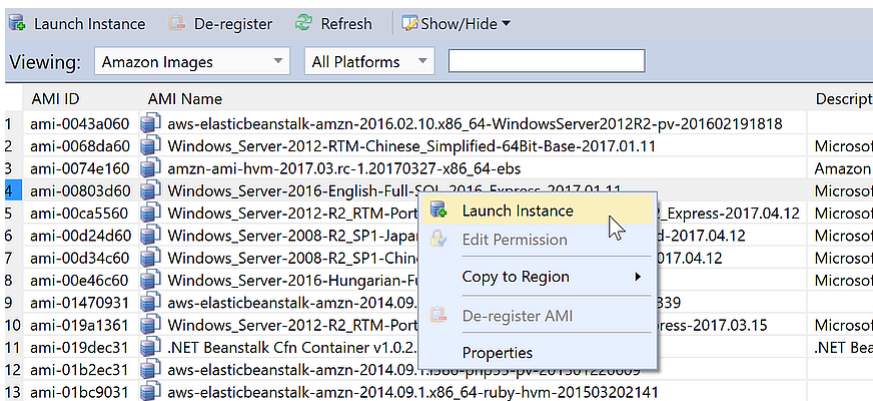 Launch Instance De-register Refresh Show/Hide
Viewing: Amazon Images All Platforms
AMI ID AMI Name Descript
1 ami-0043a060 aws-elasticbeanstalk-amzn-2016.02.10.x86_64-WindowsServer2012R2-pv-201602191818
2 ami-0068da60 Windows_Server-2012-RTM-Chinese_Simplified-64Bit-Base-2017.01.11 Microsof
3 ami-0074e160 amzn-ami-hvm-2017.03.rc-1.20170327-x86_64-ebs Amazon
4 ami-00803d60 Windows_Server-2016-English-Full-SQL_2016_Express-2017.01.11 Microsof
Launch Instance
5 ami-00ca5560 Windows_Server-2012-R2_RTM-Port 2_Express-2017.04.12 Microsof
6 ami-00d24d60 Windows_Server-2008-R2_SP1-Japa d-2017.04.12 Microsof
Edit Permission
7 ami-00d34c60 Windows_Server-2008-R2_SP1-Chin 017.04.12 Microsof
8 ami-00e46c60 Windows_Server-2016-Hungarian-Fu Microsof
Copy to Region
9 ami-01470931 aws-elasticbeanstalk-amzn-2014.09. 339
10 ami-019a1361 Windows_Server-2012-R2_RTM-Port ress-2017.03.15 Microsof
De-register AMI
11 ami-019dec31 .NET Beanstalk Cfn Container v1.0.2. .NET Bea
Properties
12 ami-01b2ec31 aws-elasticbeanstalk-amzn-2014.09.1.i386-php55-pv-201501220609
13 ami-01bc9031 aws-elasticbeanstalk-amzn-2014.09.1.x86_64-ruby-hvm-201503202141